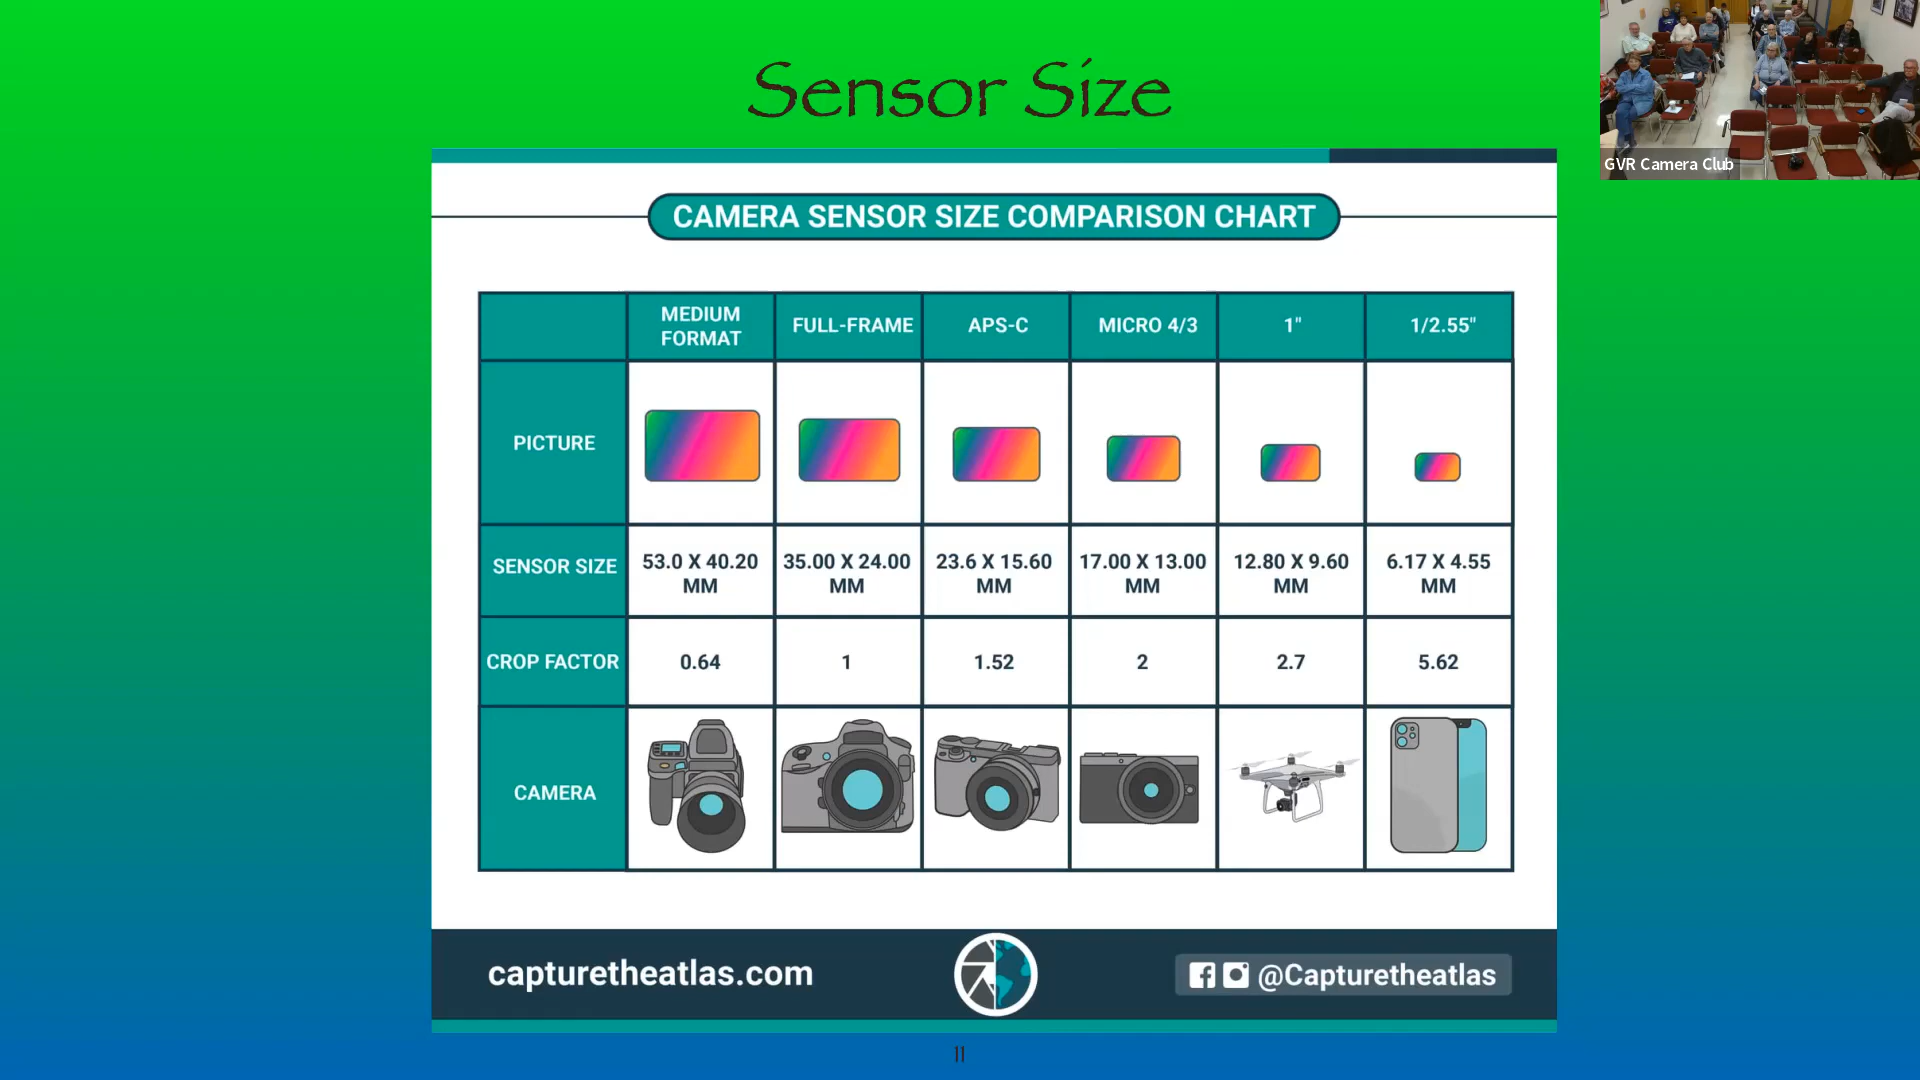 Sensor Size
GVR Camera Club
CAMERA SENSOR SIZE COMPARISON CHART
MEDIUM
FORMAT
FULL-FRAME
APS-C
MICRO 4/3
1"
1/2.55"
PICTURE
SENSOR SIZE
53.0 X 40.20
MM
35.00 X 24.00
MM
23.6 X 15.60
MM
17.00 X 13.00
MM
12.80 X 9.60
MM
6.17 X 4.55
MM
CROP FACTOR
0.64
1
1.52
2
2.7
5.62
CAMERA
capturetheatlas.com
@Capturetheatlas
11